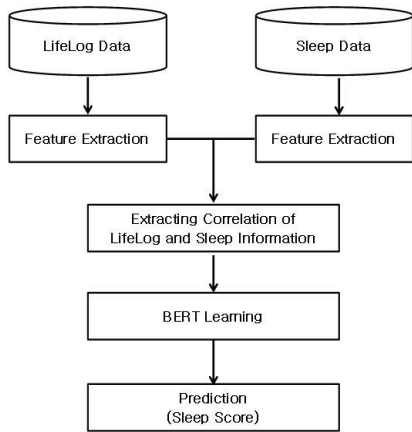 LifeLog Data
Sleep Data
Feature Extraction
Feature Extraction
Extracting Correlation of
LifeLog and Sleep Information
BERT Learning
Prediction
(Sleep Score)